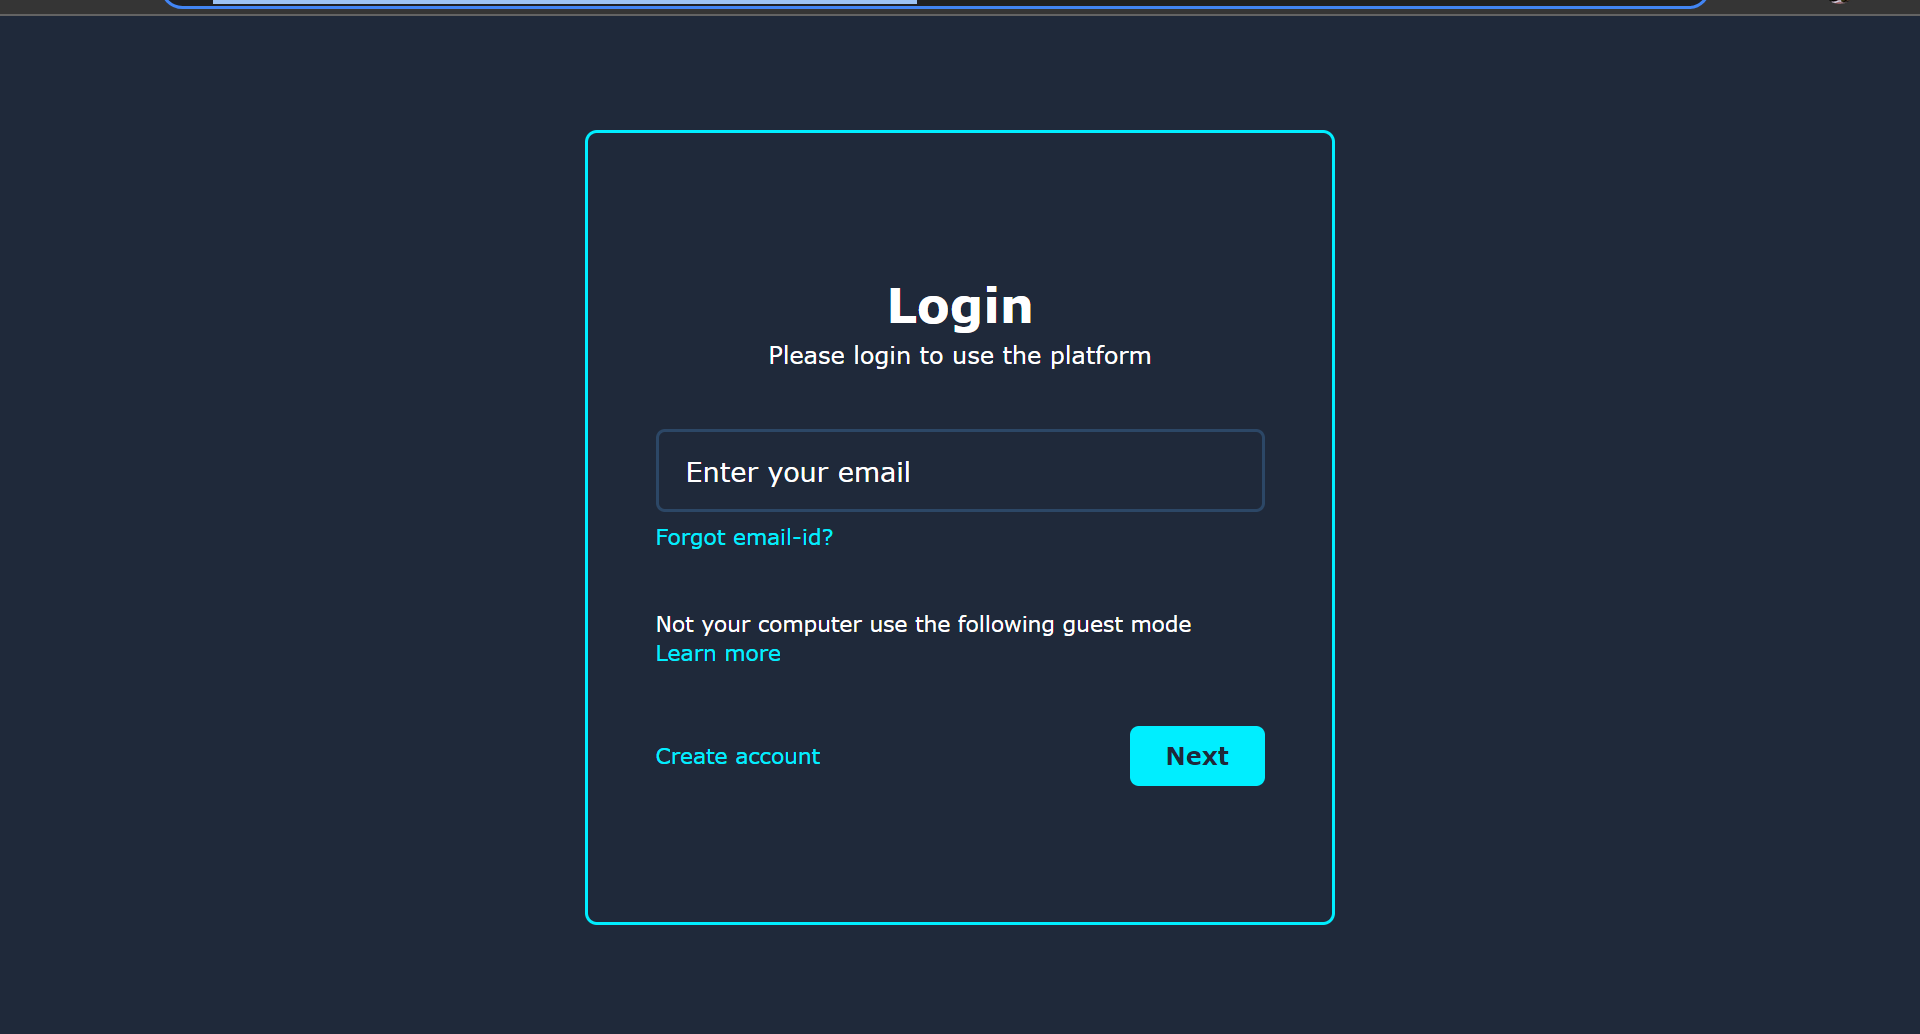 Login
Please login to use the platform
Enter your email
Forgot email-id?
Not your computer use the following guest mode
Learn more
Create account
Next